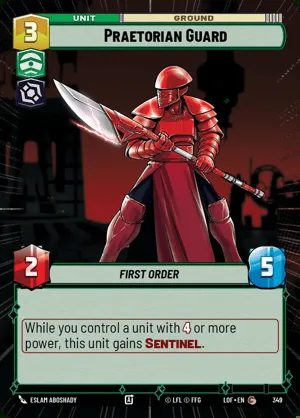 UNIT GROUND
3 PRAETORIAN GUARD
2 5
FIRST ORDER
While you control a unit with 4 or more
power, this unit gains SENTINEL.
ESLAM ABOSHADY © LFL © FFG LOF • EN C 349